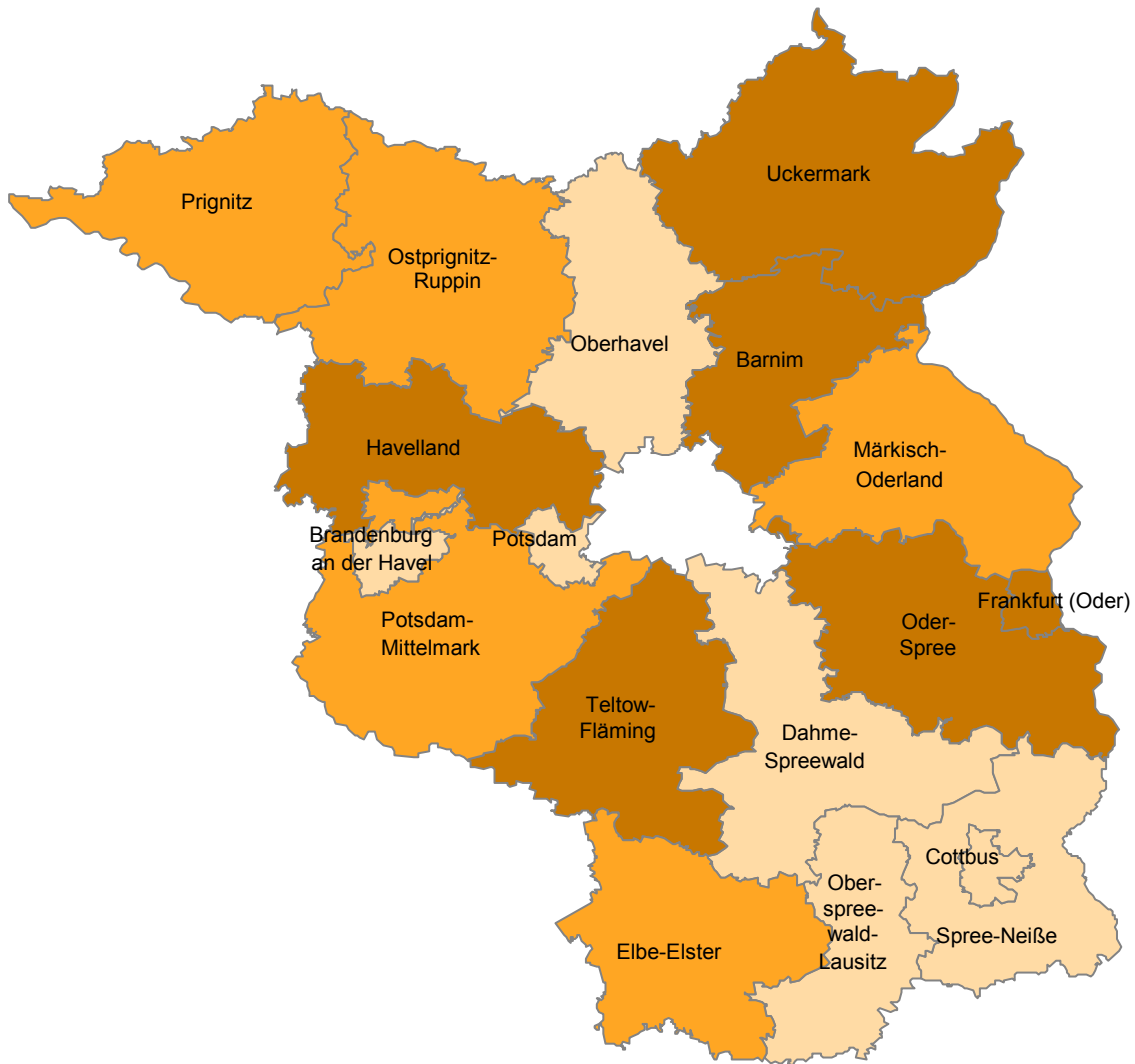 Uckermark
Prignitz
Ostprignitz-
Ruppin
Oberhavel
Barnim
Havelland
Märkisch-
Oderland
Brandenburg
an der Havel
Potsdam
Frankfurt (Oder)
Potsdam-
Mittelmark
Oder-
Spree
Teltow-
Fläming
Dahme-
Spreewald
Cottbus
Ober-
spree-
wald-
Lausitz
Spree-Neiße
Elbe-Elster